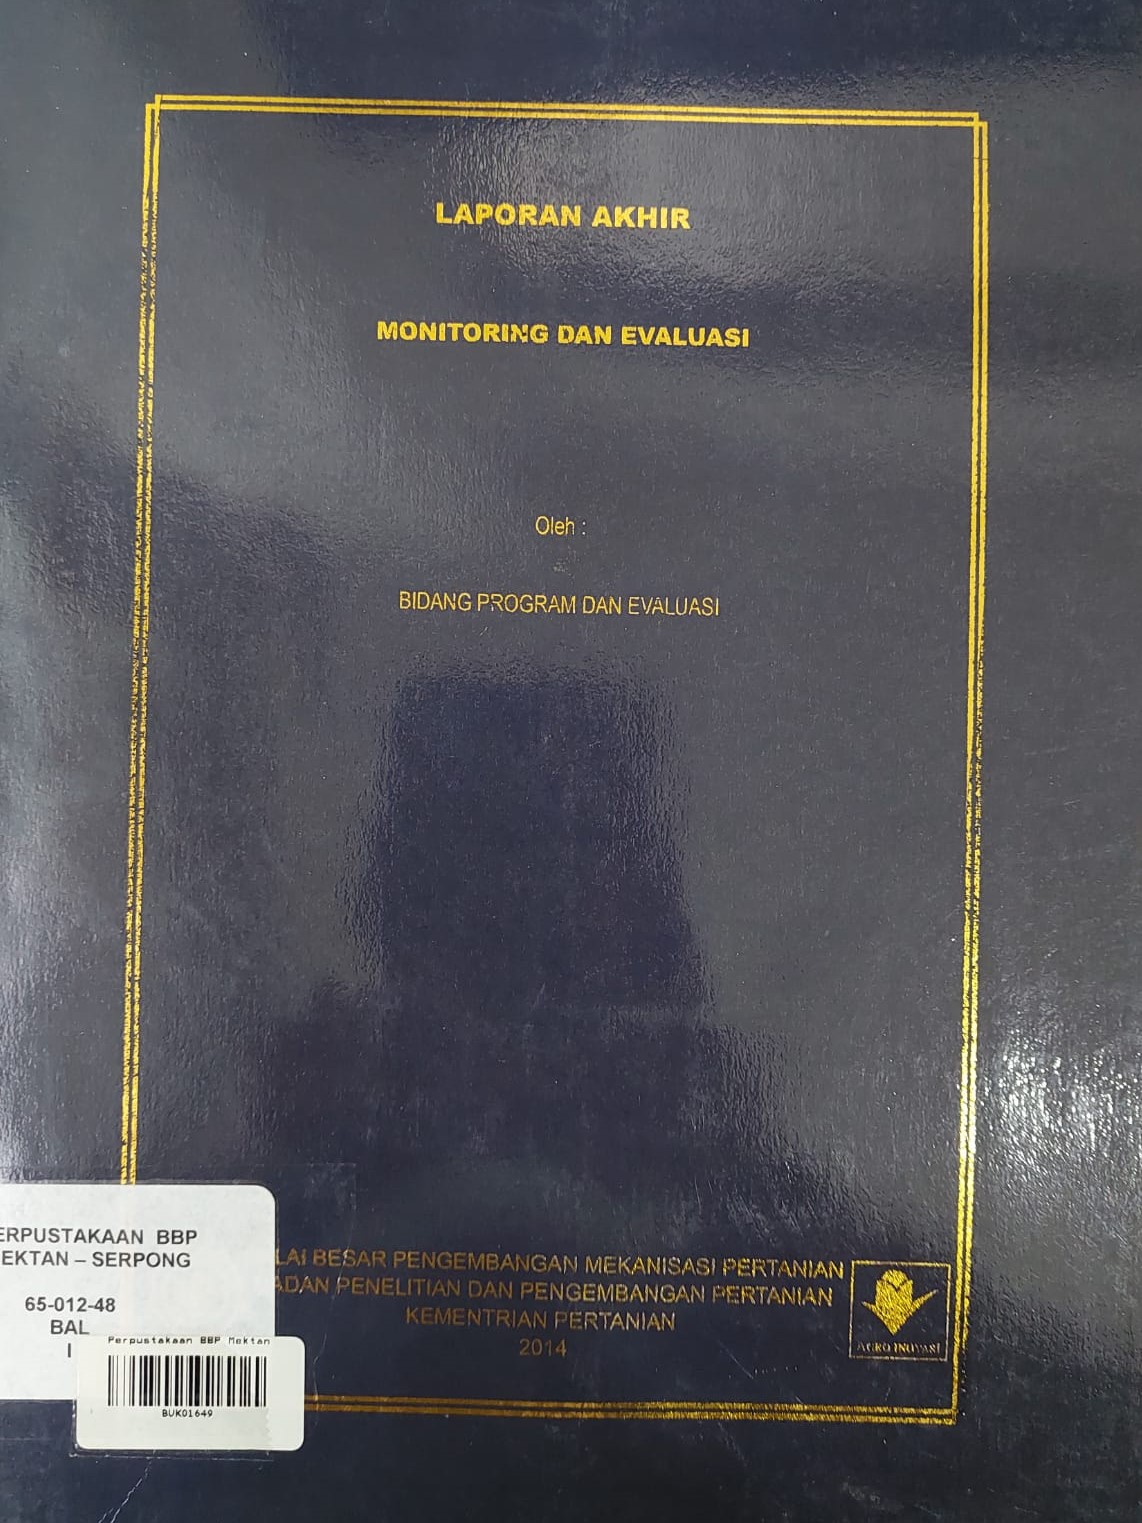 LAPORAN AKHIR
MONITORING DAN EVALUASI
Oleh :
BIDANG PROGRAM DAN EVALUASI
LAI BESAR PENGEMBANGAN MEKANISASI PERTANIAN
ADAN PENELITIAN DAN PENGEMBANGAN PERTANIAN
KEMENTRIAN PERTANIAN
2014
AGRO INOVASI
ERPUSTAKAAN BBP
EKTAN – SERPONG
65-012-48
BAL
I
Perpustakaan BBP Mektan
BUK01649